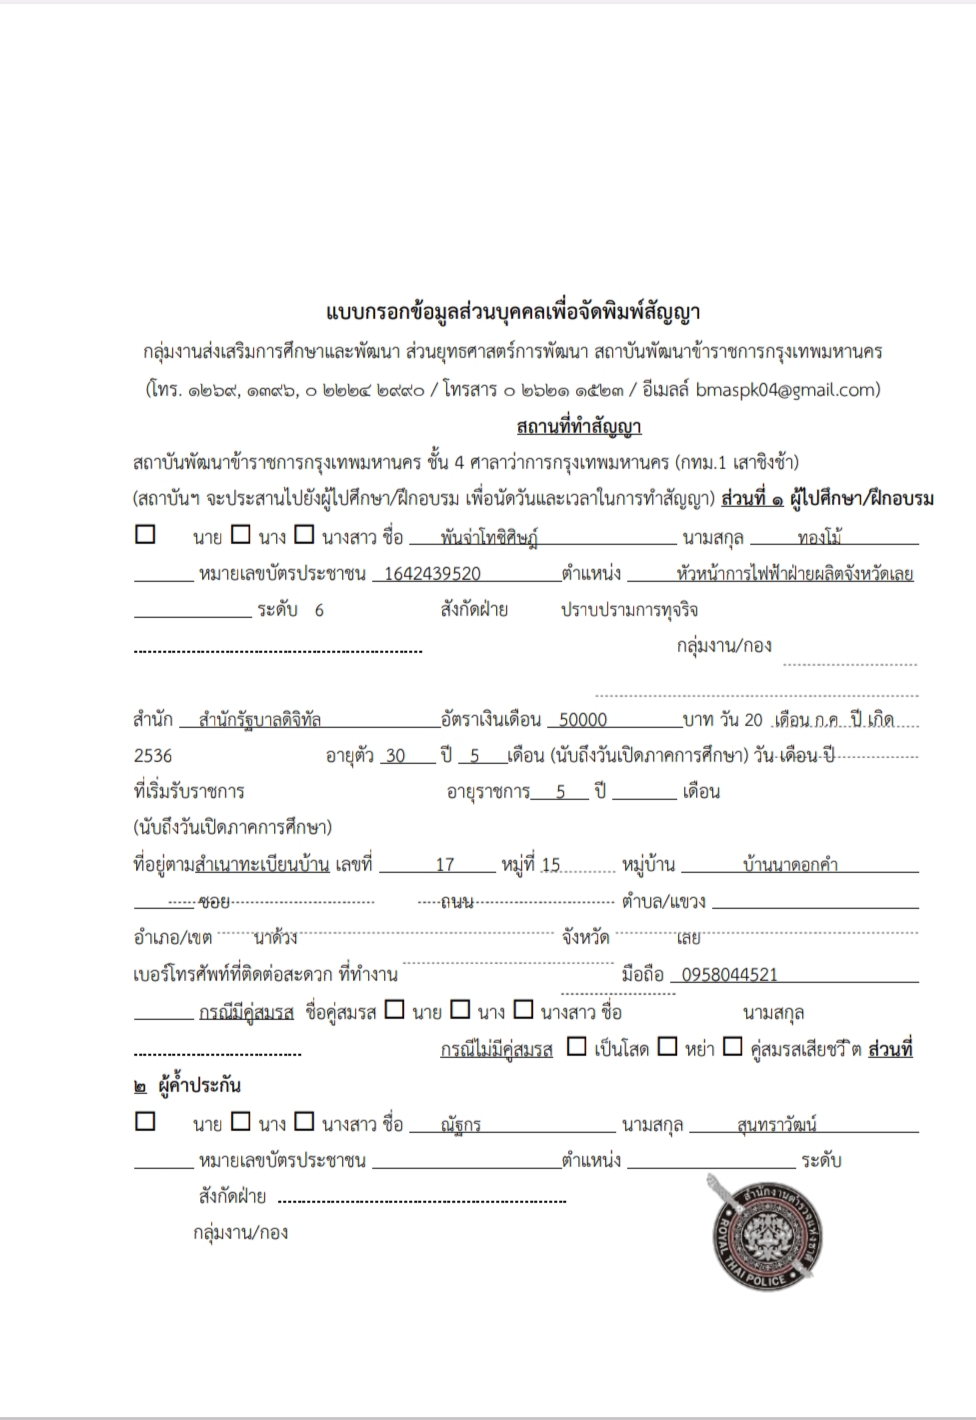 แบบกรอกข้อมูลส่วนบุคคลเพื่อจัดพิมพ์สัญญา
กลุ่มงานส่งเสริมการศึกษาและพัฒนา ส่วนยุทธศาสตร์การพัฒนา สถาบันพัฒนาข้าราชการกรุงเทพมหานคร
(โทร. ๑๒๖๙, ๑๓๙๖, ๐ ๒๒๒๔ ๒๙๙๐ / โทรสาร ๐ ๒๖๒๑ ๑๕๒๓ / อีเมลล์ bmaspk04@gmail.com)
สถานที่ทำสัญญา
สถาบันพัฒนาข้าราชการกรุงเทพมหานคร ชั้น 4 ศาลาว่าการกรุงเทพมหานคร (กทม.1 เสาชิงช้า)
(สถาบันฯ จะประสานไปยังผู้ไปศึกษา/ฝึกอบรม เพื่อนัดวันและเวลาในการทำสัญญา) ส่วนที่ ๑ ผู้ไปศึกษา/ฝึกอบรม
นาย นาง นางสาว ชื่อ พันจ่าโทชิศิษฎ์ นามสกุล ทองโม้
หมายเลขบัตรประชาชน 1642439520 ตำแหน่ง หัวหน้าการไฟฟ้าฝ่ายผลิตจังหวัดเลย
ระดับ 6 สังกัดฝ่าย ปราบปรามการทุจริจ
กลุ่มงาน/กอง
สำนัก สำนักรัฐบาลดิจิทัล อัตราเงินเดือน 50000 บาท วัน 20 เดือน ก.ค ปี เกิด
2536 อายุตัว 30 ปี 5 เดือน (นับถึงวันเปิดภาคการศึกษา) วัน เดือน ปี
ที่เริ่มรับราชการ อายุราชการ 5 ปี เดือน
(นับถึงวันเปิดภาคการศึกษา)
ที่อยู่ตามสำเนาทะเบียนบ้าน เลขที่ 17 หมู่ที่ 15 หมู่บ้าน บ้านนาดอกคำ
ซอย ถนน ตำบล/แขวง
อำเภอ/เขต นาด้วง จังหวัด เลย
เบอร์โทรศัพท์ที่ติดต่อสะดวก ที่ทำงาน มือถือ 0958044521
กรณีมีคู่สมรส ชื่อคู่สมรส นาย นาง นางสาว ชื่อ นามสกุล
กรณีไม่มีคู่สมรส เป็นโสด หย่า คู่สมรสเสียชวี ิต ส่วนที่
๒ ผู้ค้ำประกัน
นาย นาง นางสาว ชื่อ ณัฐกร นามสกุล สุนทราวัฒน์
หมายเลขบัตรประชาชน ตำแหน่ง ระดับ
สังกัดฝ่าย
กลุ่มงาน/กอง
สำนักงานตำรวจแห่งชาติ
ROYAL THAI POLICE